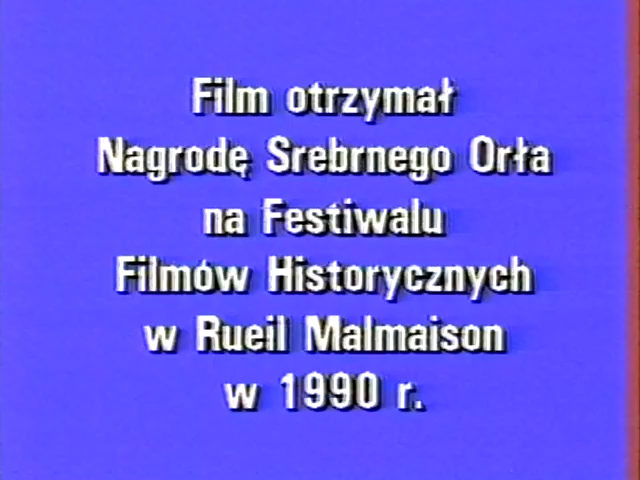 Film otrzymał
Nagrodę Srebrnego Orła
na Festiwalu
Filmów Historycznych
w Rueil Malmaison
w 1990 r.